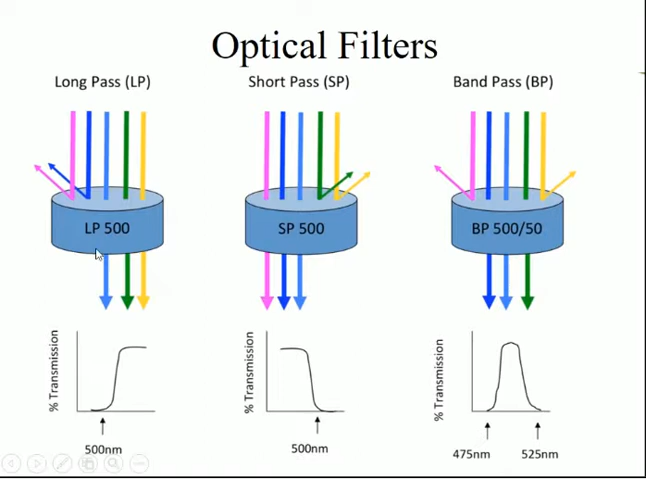 Optical Filters
Long Pass (LP)
Short Pass (SP)
Band Pass (BP)
LP 500
SP 500
BP 500/50
% Transmission
% Transmission
% Transmission
500nm
500nm
475nm
525nm